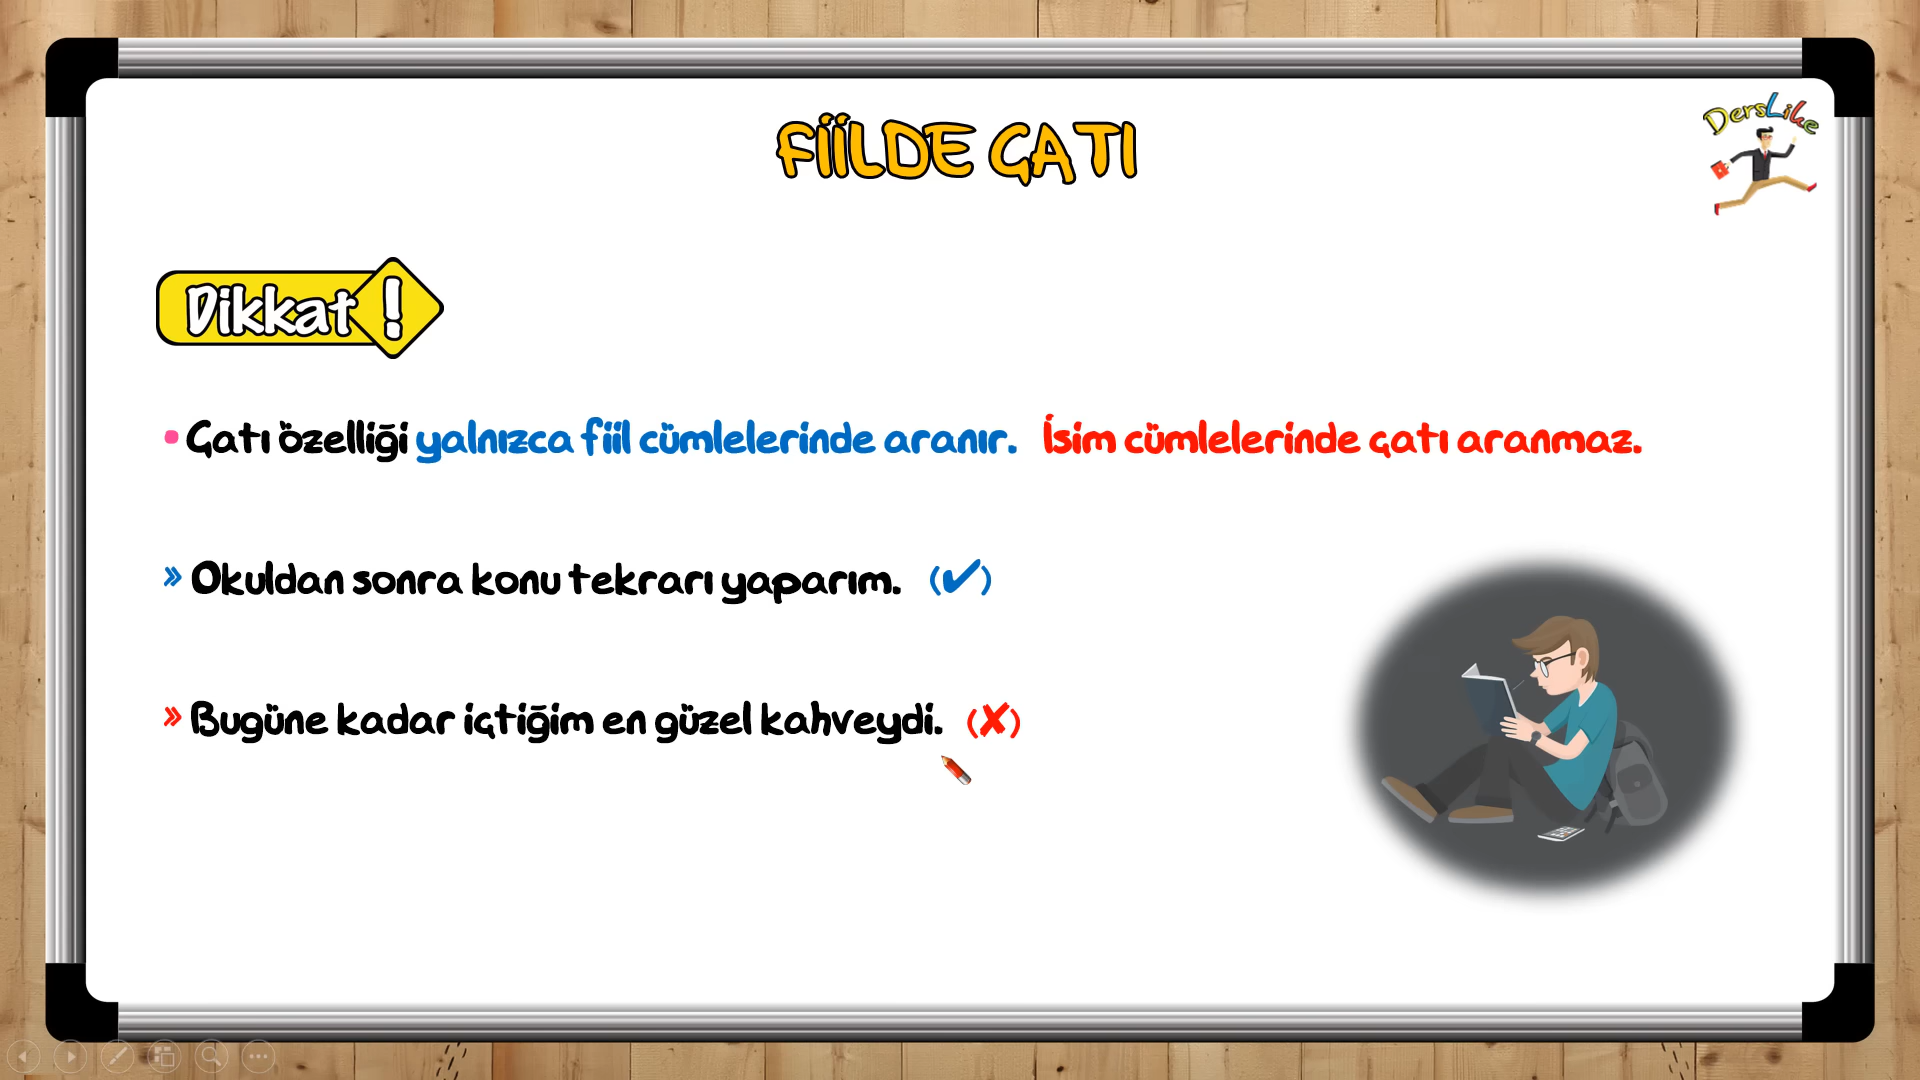 DersLike
FİİLDE ÇATI
Dikkat !
• Çatı özelliği yalnızca fiil cümlelerinde aranır. İsim cümlelerinde çatı aranmaz.
» Okuldan sonra konu tekrarı yaparım. (✔)
» Bugüne kadar içtiğim en güzel kahveydi. (✘)